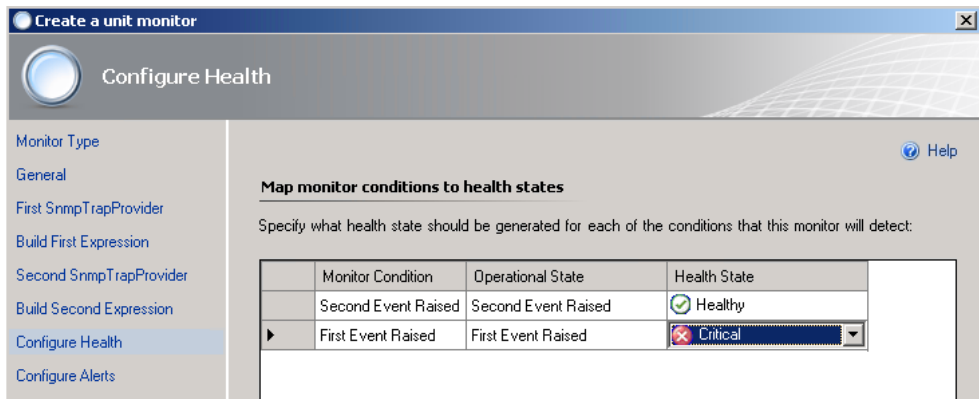 Create a unit monitor
Configure Health
Monitor Type
General
First SnmpTrapProvider
Build First Expression
Second SnmpTrapProvider
Build Second Expression
Configure Health
Configure Alerts
Help
Map monitor conditions to health states
Specify what health state should be generated for each of the conditions that this monitor will detect:
Monitor Condition Operational State Health State
Second Event Raised Second Event Raised Healthy
First Event Raised First Event Raised Critical